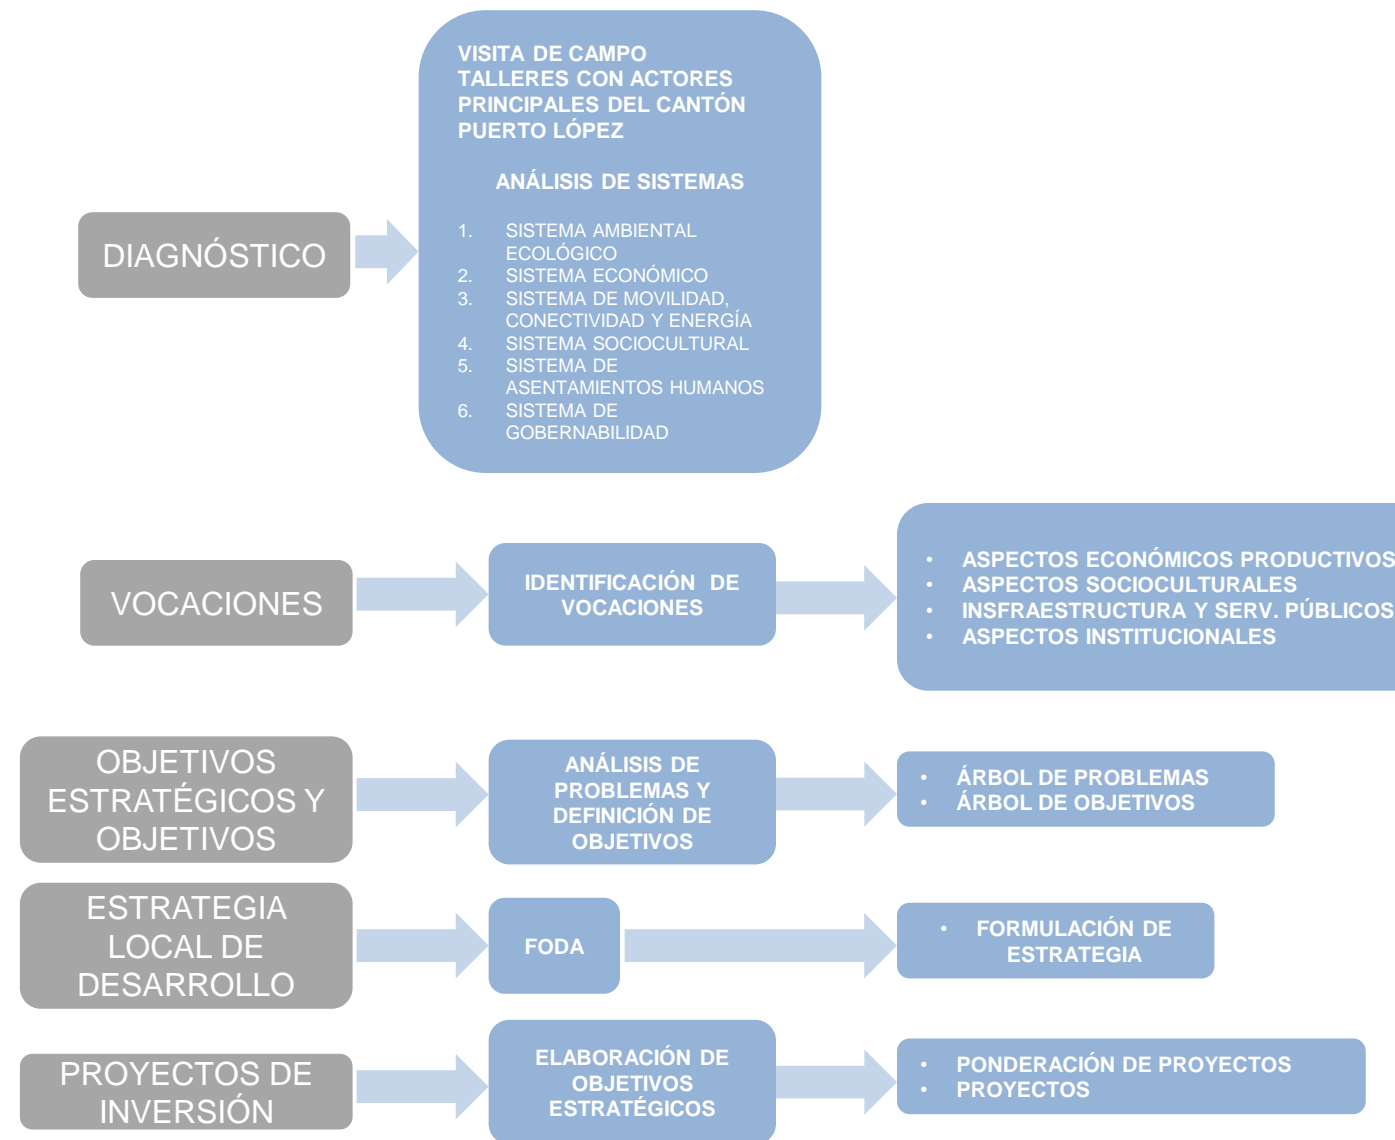 VISITA DE CAMPO
TALLERES CON ACTORES
PRINCIPALES DEL CANTÓN
PUERTO LÓPEZ
ANÁLISIS DE SISTEMAS
1. SISTEMA AMBIENTAL
ECOLÓGICO
2. SISTEMA ECONÓMICO
3. SISTEMA DE MOVILIDAD,
CONECTIVIDAD Y ENERGÍA
4. SISTEMA SOCIOCULTURAL
5. SISTEMA DE
ASENTAMIENTOS HUMANOS
6. SISTEMA DE
GOBERNABILIDAD
DIAGNÓSTICO
VOCACIONES
IDENTIFICACIÓN DE
VOCACIONES
• ASPECTOS ECONÓMICOS PRODUCTIVOS
• ASPECTOS SOCIOCULTURALES
• INSFRAESTRUCTURA Y SERV. PÚBLICOS
• ASPECTOS INSTITUCIONALES
OBJETIVOS
ESTRATÉGICOS Y
OBJETIVOS
ANÁLISIS DE
PROBLEMAS Y
DEFINICIÓN DE
OBJETIVOS
• ÁRBOL DE PROBLEMAS
• ÁRBOL DE OBJETIVOS
ESTRATEGIA
LOCAL DE
DESARROLLO
FODA
• FORMULACIÓN DE
ESTRATEGIA
PROYECTOS DE
INVERSIÓN
ELABORACIÓN DE
OBJETIVOS
ESTRATÉGICOS
• PONDERACIÓN DE PROYECTOS
• PROYECTOS